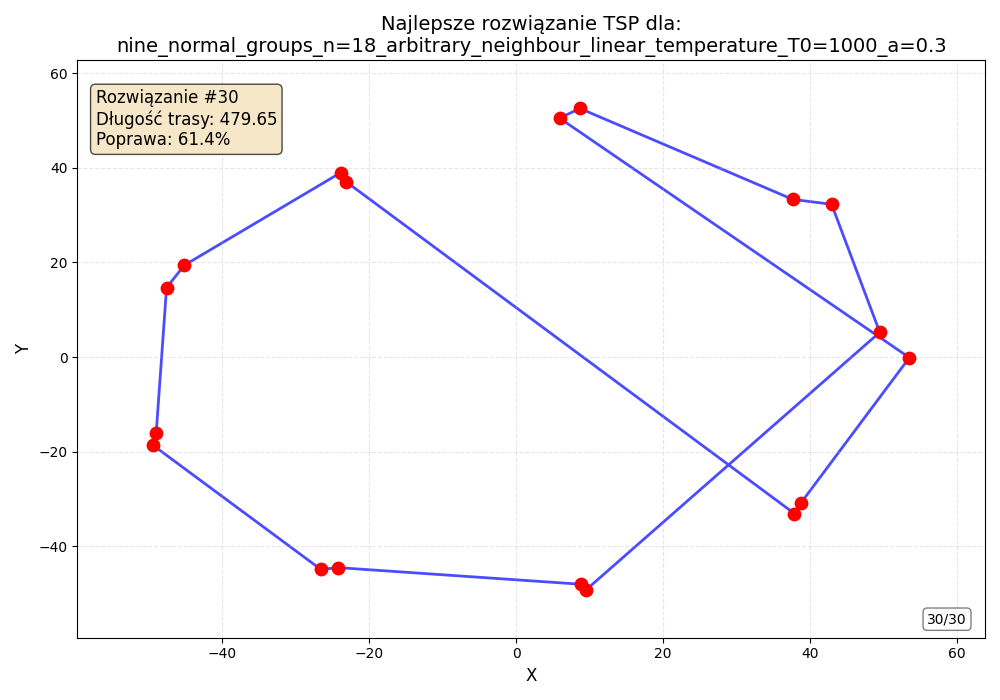 Najlepsze rozwiązanie TSP dla:
nine_normal_groups_n=18_arbitrary_neighbour_linear_temperature_T0=1000_a=0.3
Rozwiązanie #30
Długość trasy: 479.65
Poprawa: 61.4%
60
40
20
0
−20
−40
Y
30/30
−40
−20
0
20
40
60
X